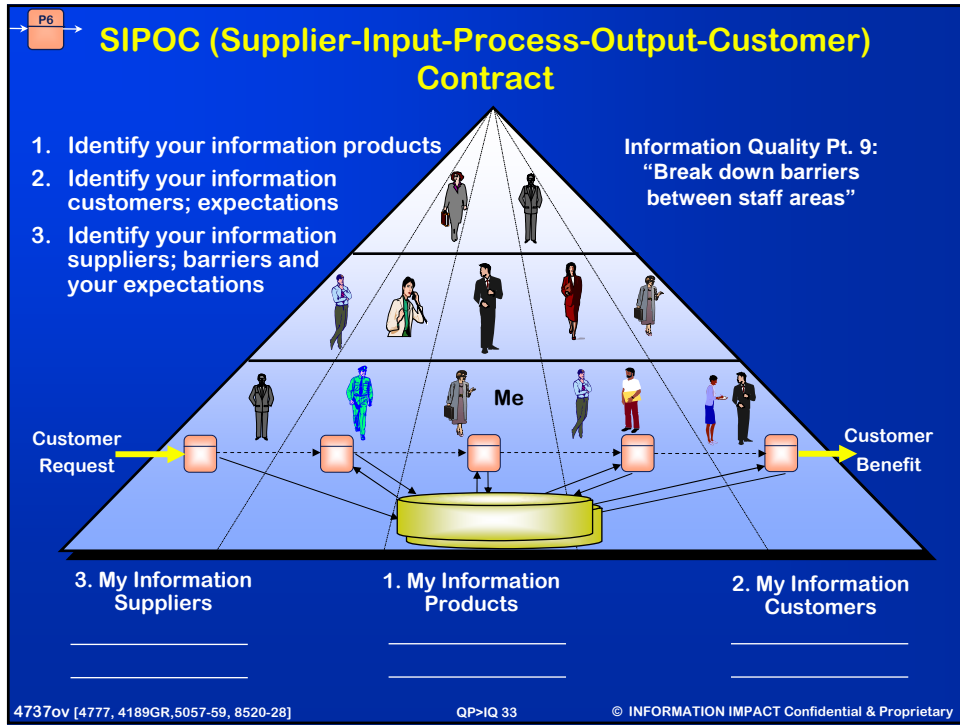 P6
SIPOC (Supplier-Input-Process-Output-Customer)
Contract
1. Identify your information products
2. Identify your information
customers; expectations
3. Identify your information
suppliers; barriers and
your expectations
Information Quality Pt. 9:
“Break down barriers
between staff areas”
Me
Customer
Request
Customer
Benefit
3. My Information
Suppliers
1. My Information
Products
2. My Information
Customers
4737ov [4777, 4189GR,5057-59, 8520-28]
QP>IQ 33
© INFORMATION IMPACT Confidential & Proprietary